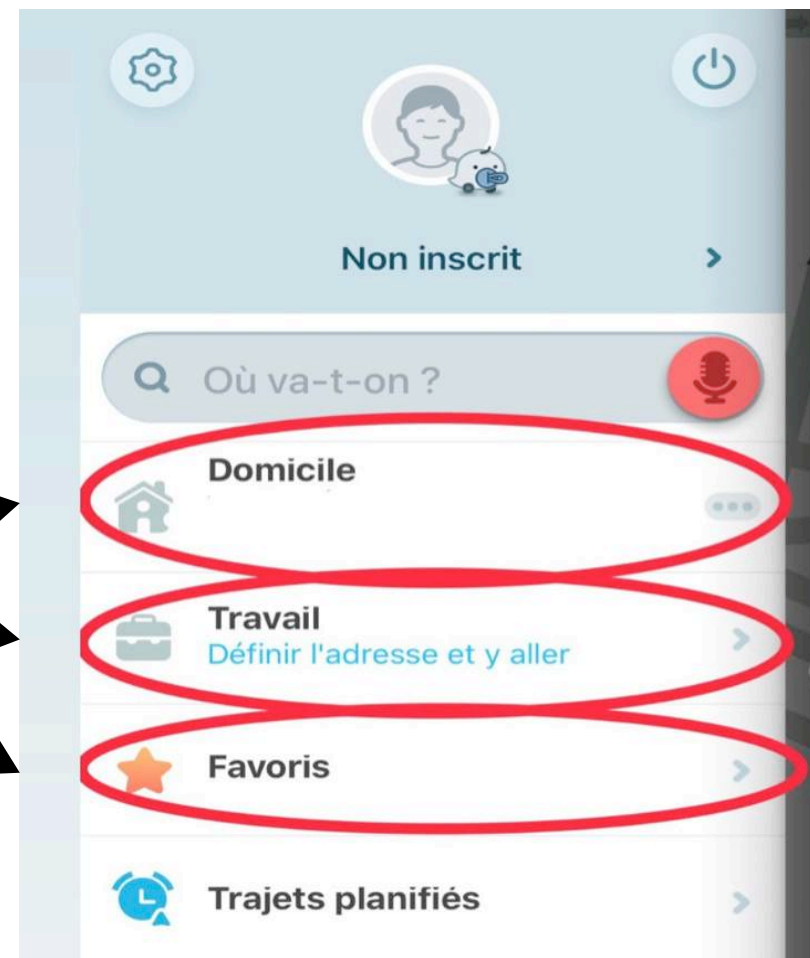 Non inscrit
Où va-t-on ?
Domicile
Travail
Définir l'adresse et y aller
Favoris
Trajets planifiés